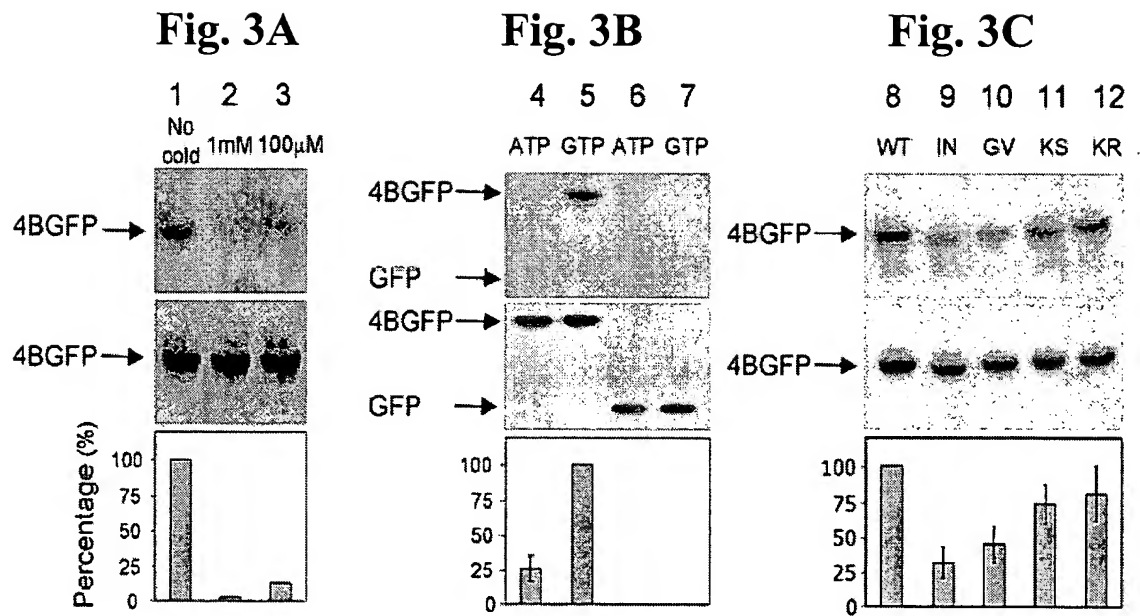 Fig. 3A Fig. 3B Fig. 3C
1 2 3 4 5 6 7 8 9 10 11 12
No cold 1mM 100µM ATP GTP ATP GTP WT IN GV KS KR
4BGFP
4BGFP
GFP
4BGFP
4BGFP
4BGFP
GFP
4BGFP
Percentage (%)
100
75
50
25
0
100
75
50
25
0
100
75
50
25
0